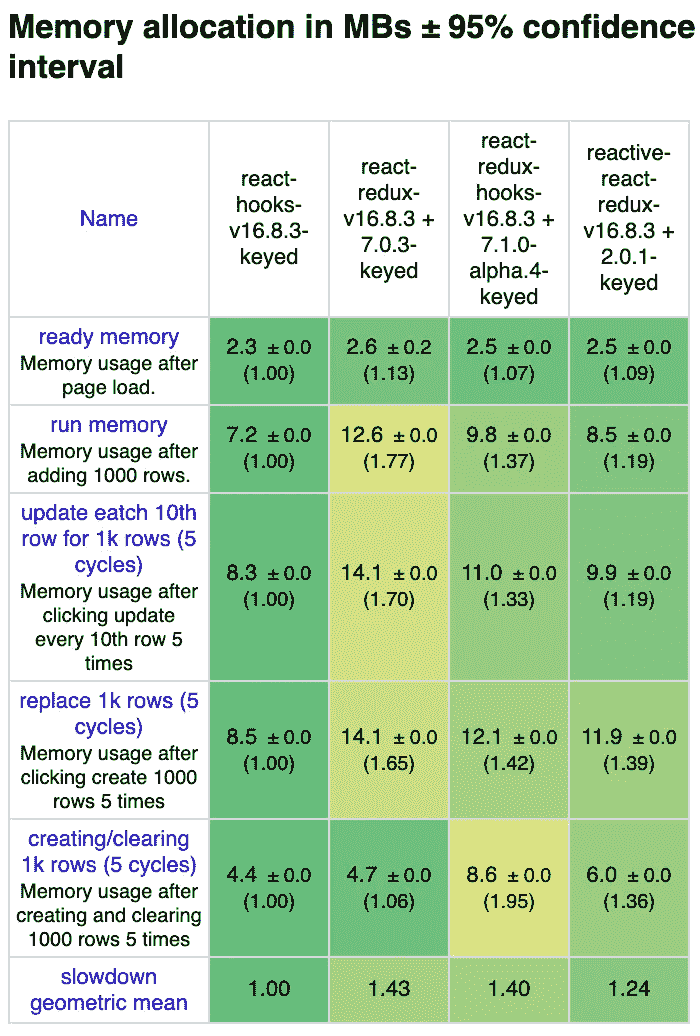 Memory allocation in MBs ± 95% confidence
interval
Name
react-
hooks-
v16.8.3-
keyed
react-
redux-
v16.8.3 +
7.0.3-
keyed
react-
redux-
hooks-
v16.8.3 +
7.1.0-
alpha.4-
keyed
reactive-
react-
redux-
v16.8.3 +
2.0.1-
keyed
ready memory
Memory usage after
page load.
2.3 ±0.0
(1.00)
2.6 ±0.2
(1.13)
2.5 ±0.0
(1.07)
2.5 ±0.0
(1.09)
run memory
Memory usage after
adding 1000 rows.
7.2 ±0.0
(1.00)
12.6 ±0.0
(1.77)
9.8 ±0.0
(1.37)
8.5 ±0.0
(1.19)
update eatch 10th
row for 1k rows (5
cycles)
Memory usage after
clicking update
every 10th row 5
times
8.3 ±0.0
(1.00)
14.1 ±0.0
(1.70)
11.0 ±0.0
(1.33)
9.9 ±0.0
(1.19)
replace 1k rows (5
cycles)
Memory usage after
clicking create 1000
rows 5 times
8.5 ±0.0
(1.00)
14.1 ±0.0
(1.65)
12.1 ±0.0
(1.42)
11.9 ±0.0
(1.39)
creating/clearing
1k rows (5 cycles)
Memory usage after
creating and clearing
1000 rows 5 times
4.4 ±0.0
(1.00)
4.7 ±0.0
(1.06)
8.6 ±0.0
(1.95)
6.0 ±0.0
(1.36)
slowdown
geometric mean
1.00
1.43
1.40
1.24